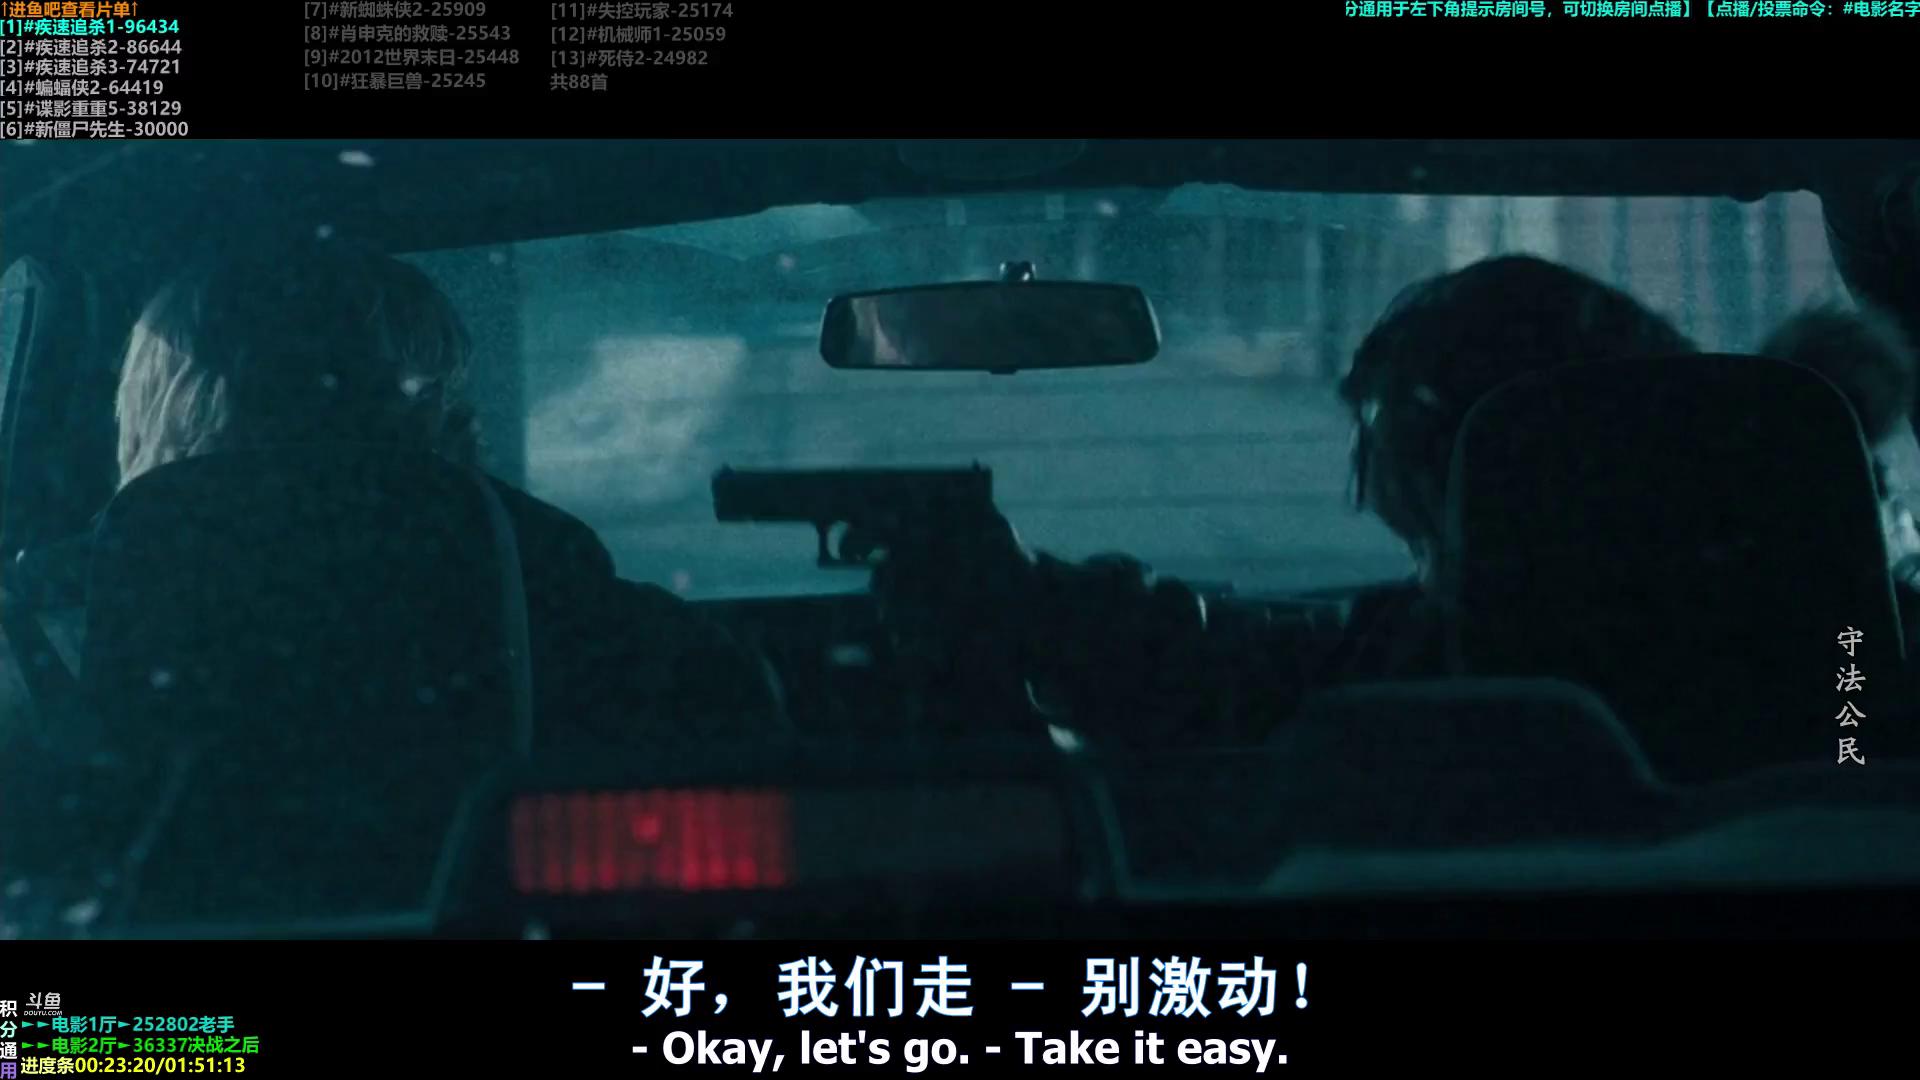 ↑进鱼吧查看片单↑
[1]#疾速追杀1-96434
[2]#疾速追杀2-86644
[3]#疾速追杀3-74721
[4]#蝙蝠侠2-64419
[5]#谍影重重5-38129
[6]#新僵尸先生-30000
[7]#新蜘蛛侠2-25909
[8]#肖申克的救赎-25543
[9]#2012世界末日-25448
[10]#狂暴巨兽-25245
[11]#失控玩家-25174
[12]#机械师1-25059
[13]#死侍2-24982
共88首
分通用于左下角提示房间号，可切换房间点播】【点播/投票命令：#电影名字
守法公民
- 好，我们走 - 别激动！
- Okay, let's go. - Take it easy.
斗鱼
DOUYU.COM
积分通用
►►电影1厅►252802老手
►►电影2厅►36337决战之后
进度条00:23:20/01:51:13